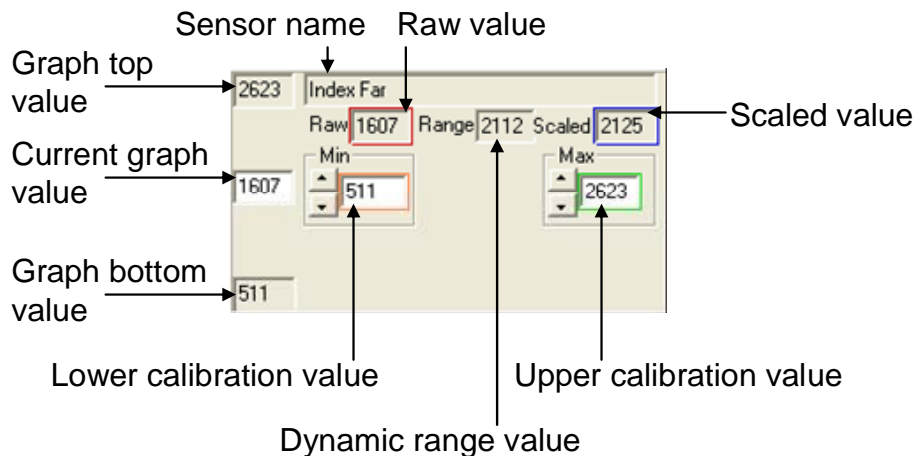 Sensor name Raw value
Graph top
value
2623 Index Far
Raw 1607 Range 2112 Scaled 2125
Scaled value
Current graph
value
1607
Min
511
Max
2623
Graph bottom
value
511
Lower calibration value Upper calibration value
Dynamic range value